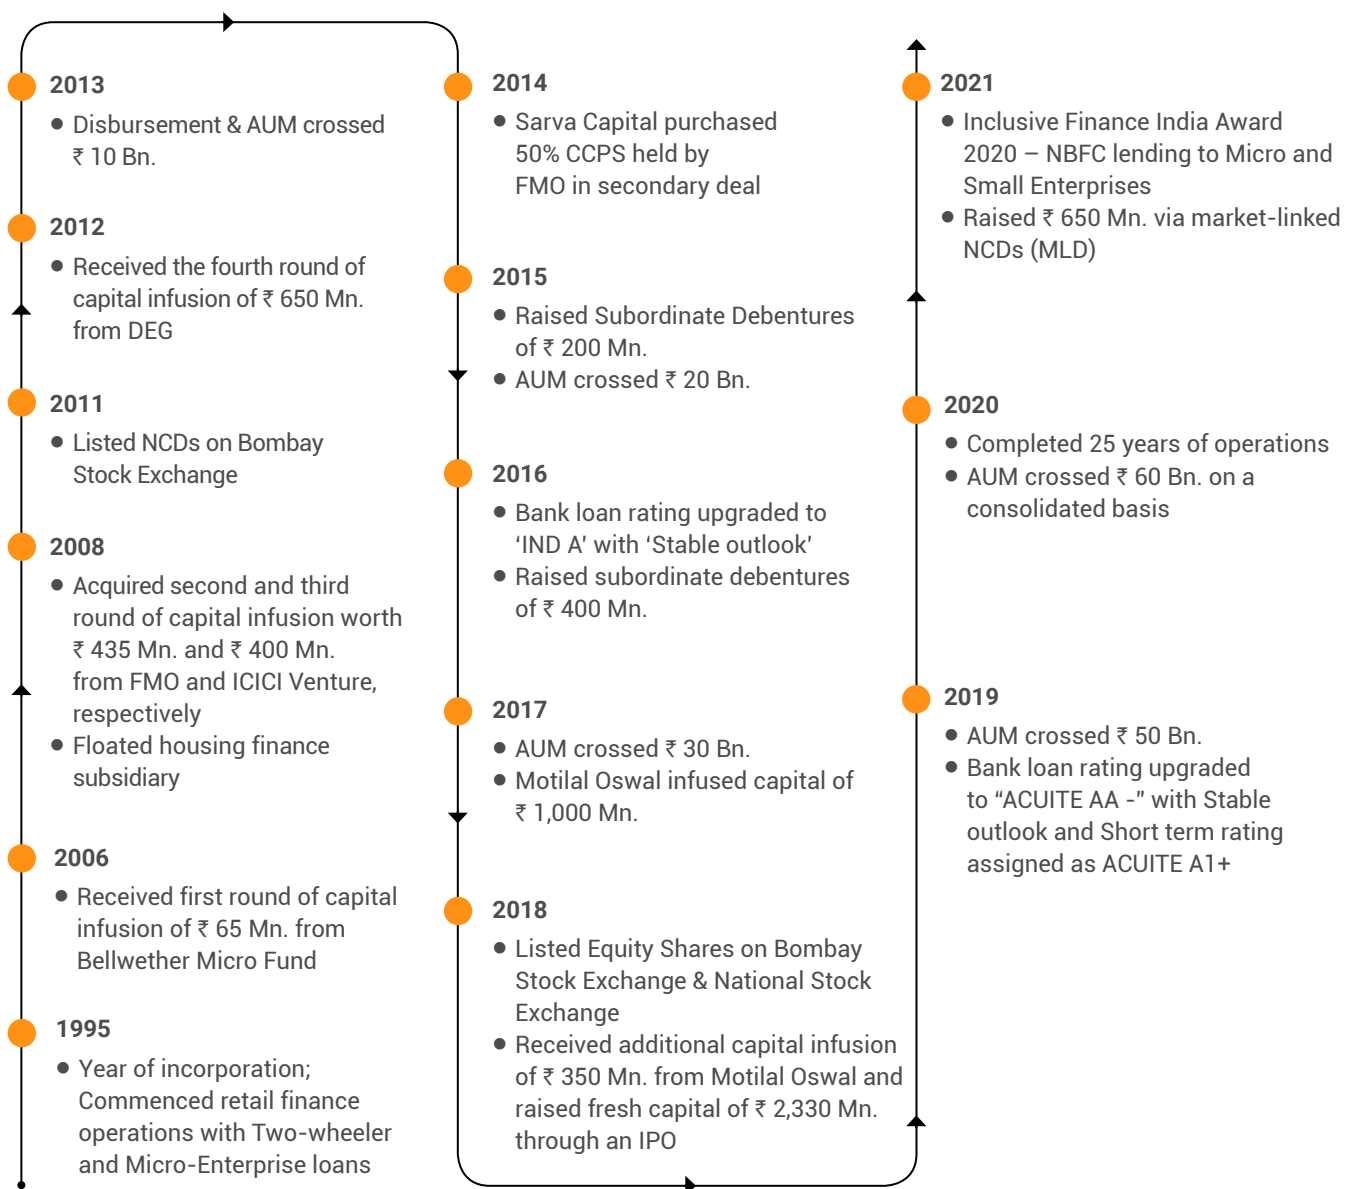 2013
● Disbursement & AUM crossed
₹ 10 Bn.
2012
● Received the fourth round of
capital infusion of ₹ 650 Mn.
from DEG
2011
● Listed NCDs on Bombay
Stock Exchange
2008
● Acquired second and third
round of capital infusion worth
₹ 435 Mn. and ₹ 400 Mn.
from FMO and ICICI Venture,
respectively
● Floated housing finance
subsidiary
2006
● Received first round of capital
infusion of ₹ 65 Mn. from
Bellwether Micro Fund
1995
● Year of incorporation;
Commenced retail finance
operations with Two-wheeler
and Micro-Enterprise loans
2014
● Sarva Capital purchased
50% CCPS held by
FMO in secondary deal
2015
● Raised Subordinate Debentures
of ₹ 200 Mn.
● AUM crossed ₹ 20 Bn.
2016
● Bank loan rating upgraded to
‘IND A’ with ‘Stable outlook’
● Raised subordinate debentures
of ₹ 400 Mn.
2017
● AUM crossed ₹ 30 Bn.
● Motilal Oswal infused capital of
₹ 1,000 Mn.
2018
● Listed Equity Shares on Bombay
Stock Exchange & National Stock
Exchange
● Received additional capital infusion
of ₹ 350 Mn. from Motilal Oswal and
raised fresh capital of ₹ 2,330 Mn.
through an IPO
2021
● Inclusive Finance India Award
2020 – NBFC lending to Micro and
Small Enterprises
● Raised ₹ 650 Mn. via market-linked
NCDs (MLD)
2020
● Completed 25 years of operations
● AUM crossed ₹ 60 Bn. on a
consolidated basis
2019
● AUM crossed ₹ 50 Bn.
● Bank loan rating upgraded
to “ACUITE AA -” with Stable
outlook and Short term rating
assigned as ACUITE A1+